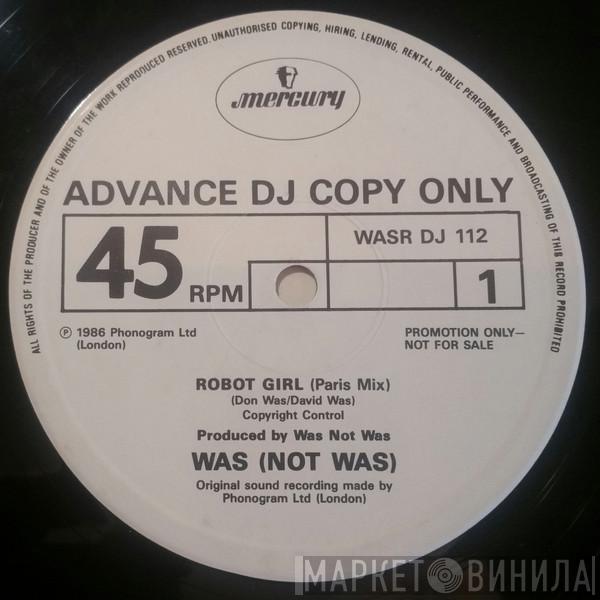 ALL RIGHTS OF THE PRODUCER AND OF THE OWNER OF THE WORK REPRODUCED RESERVED. UNAUTHORISED COPYING, HIRING, LENDING, RENTAL, PUBLIC PERFORMANCE AND BROADCASTING OF THIS RECORD PROHIBITED
mercury
ADVANCE DJ COPY ONLY
45 RPM
WASR DJ 112
1
℗ 1986 Phonogram Ltd
(London)
PROMOTION ONLY—
NOT FOR SALE
ROBOT GIRL (Paris Mix)
(Don Was/David Was)
Copyright Control
Produced by Was Not Was
WAS (NOT WAS)
Original sound recording made by
Phonogram Ltd (London)
МАРКЕТ ВИНИЛА